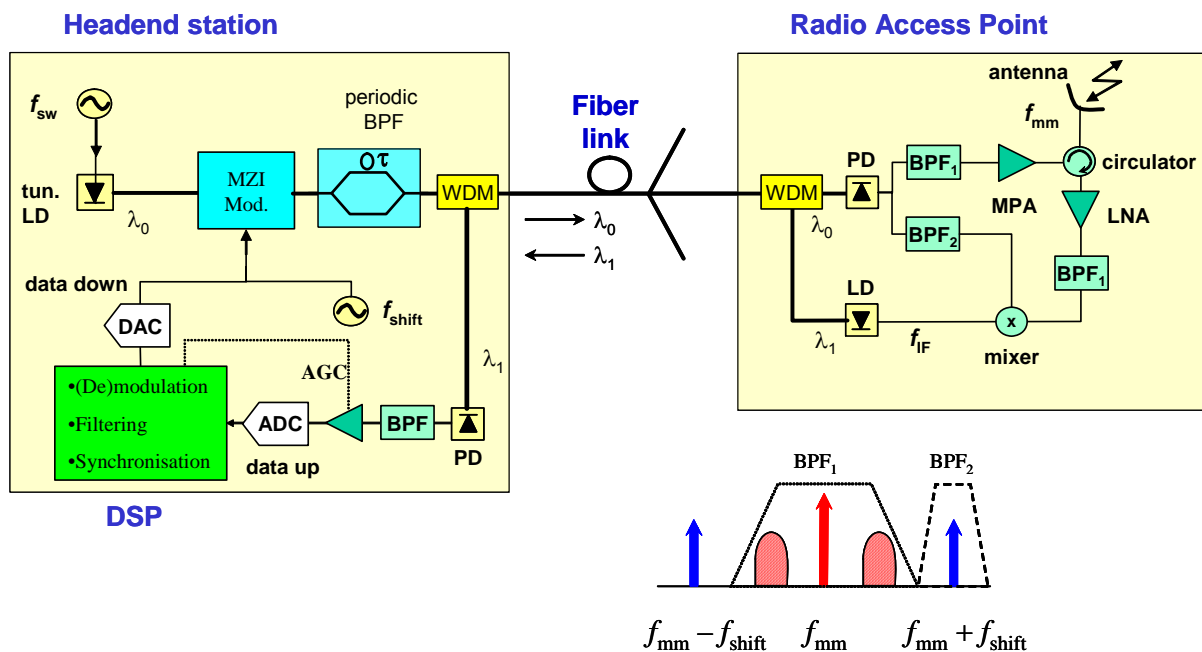 Headend station
Radio Access Point
f_sw
periodic
BPF
Oτ
tun.
LD
λ0
MZI
Mod.
WDM
data down
DAC
f_shift
AGC
λ1
•(De)modulation
•Filtering
•Synchronisation
ADC
BPF
data up
PD
DSP
Fiber
link
λ0
λ1
antenna
f_mm
PD
BPF1
circulator
WDM
λ0
MPA
LNA
BPF2
BPF1
LD
λ1
f_IF
x
mixer
BPF1
BPF2
f_mm − f_shift
f_mm
f_mm + f_shift